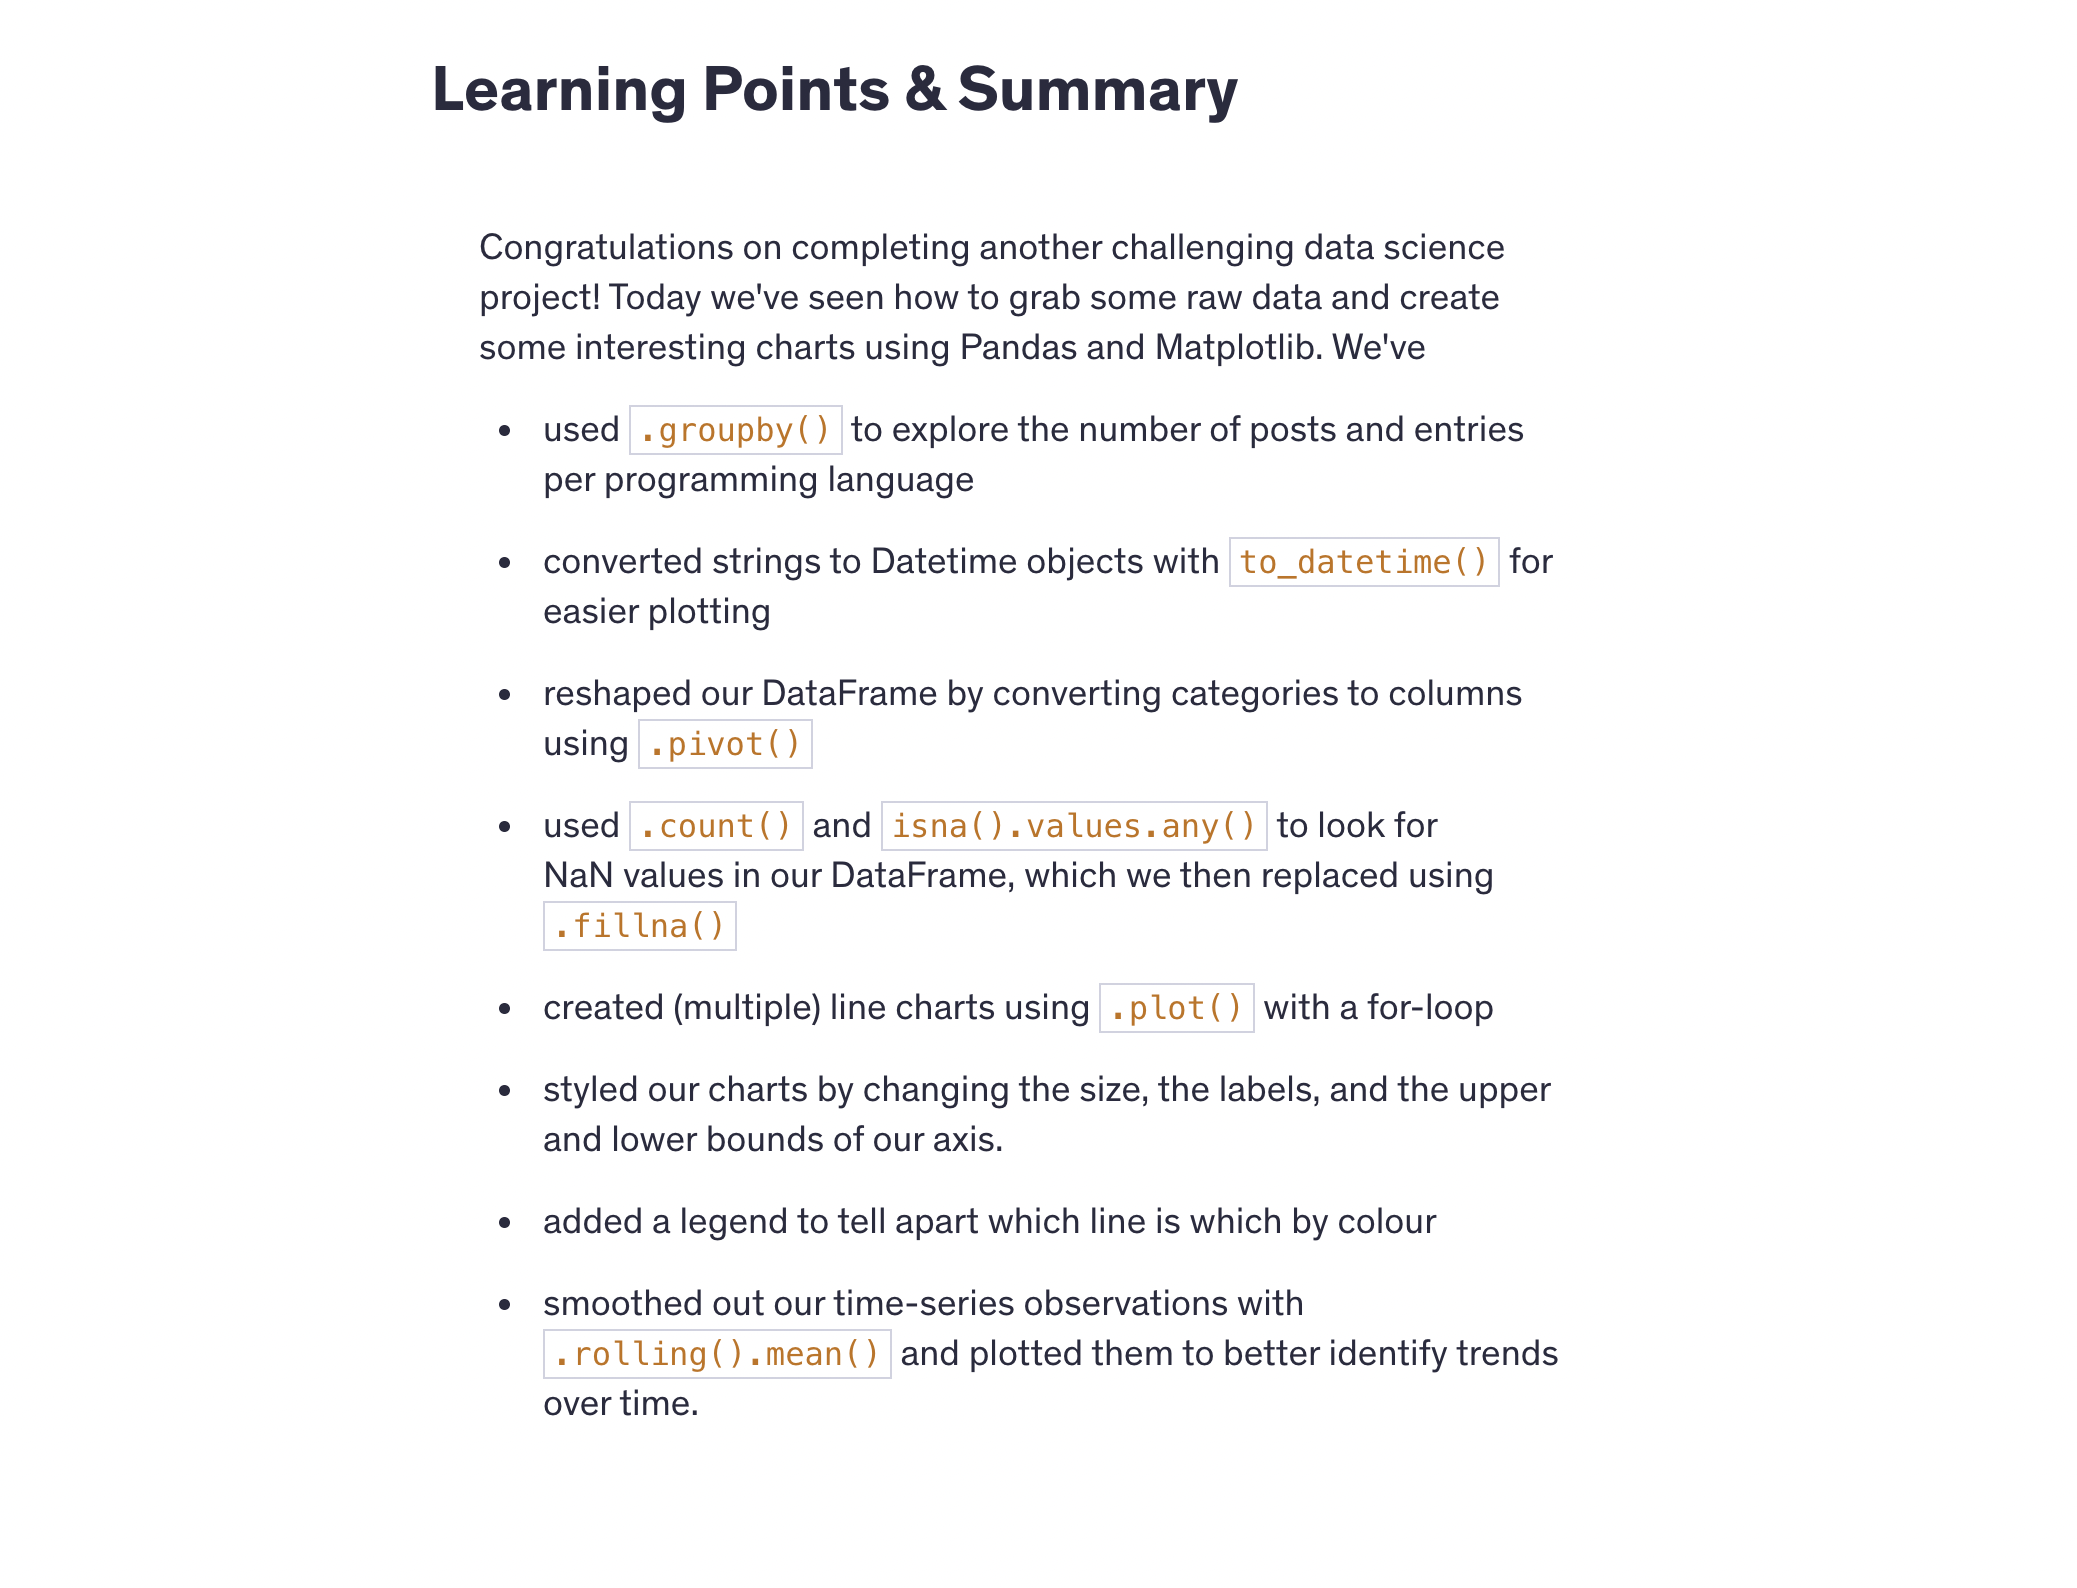 Learning Points & Summary
Congratulations on completing another challenging data science
project! Today we've seen how to grab some raw data and create
some interesting charts using Pandas and Matplotlib. We've
used .groupby() to explore the number of posts and entries
per programming language
converted strings to Datetime objects with to_datetime() for
easier plotting
reshaped our DataFrame by converting categories to columns
using .pivot()
used .count() and isna().values.any() to look for
NaN values in our DataFrame, which we then replaced using
.fillna()
created (multiple) line charts using .plot() with a for-loop
styled our charts by changing the size, the labels, and the upper
and lower bounds of our axis.
added a legend to tell apart which line is which by colour
smoothed out our time-series observations with
.rolling().mean() and plotted them to better identify trends
over time.